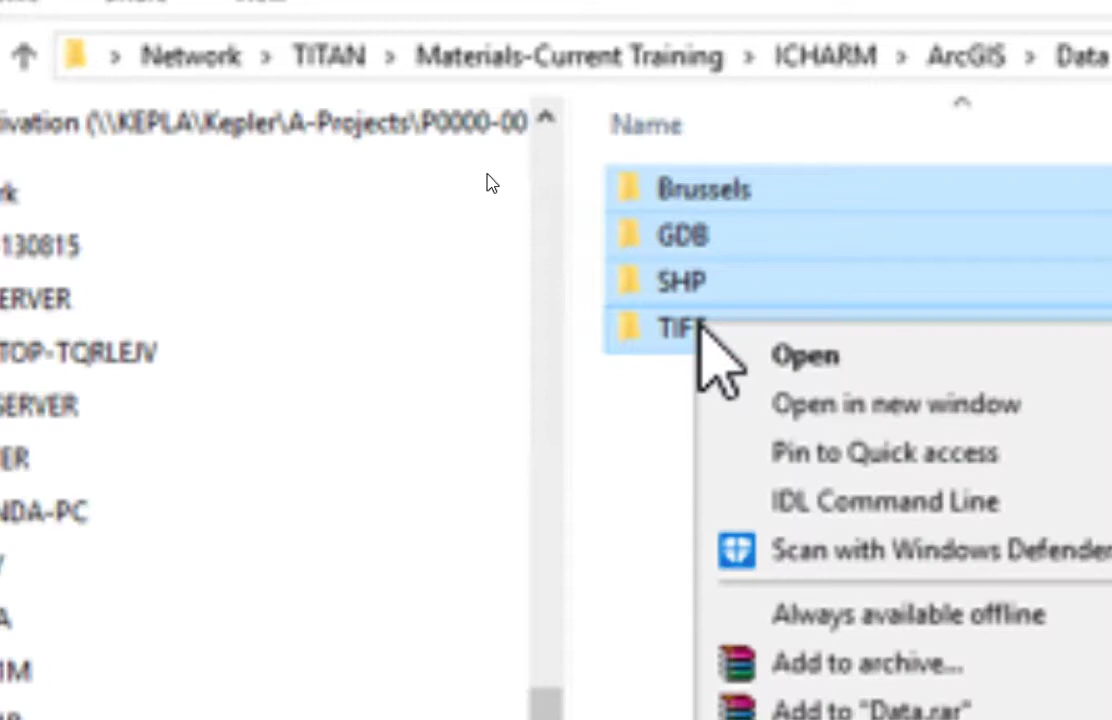 Network > TITAN > Materials-Current Training > ICHARM > ArcGIS > Data
ivation (\\KEPLA\Kepler\A-Projects\P0000-00
rk
130815
ERVER
TOP-TQRLEJV
SERVER
ER
NDA-PC
A
1M
Name
Brussels
GDB
SHP
TIFF
Open
Open in new window
Pin to Quick access
IDL Command Line
Scan with Windows Defender
Always available offline
Add to archive...
Add to "Data.rar"